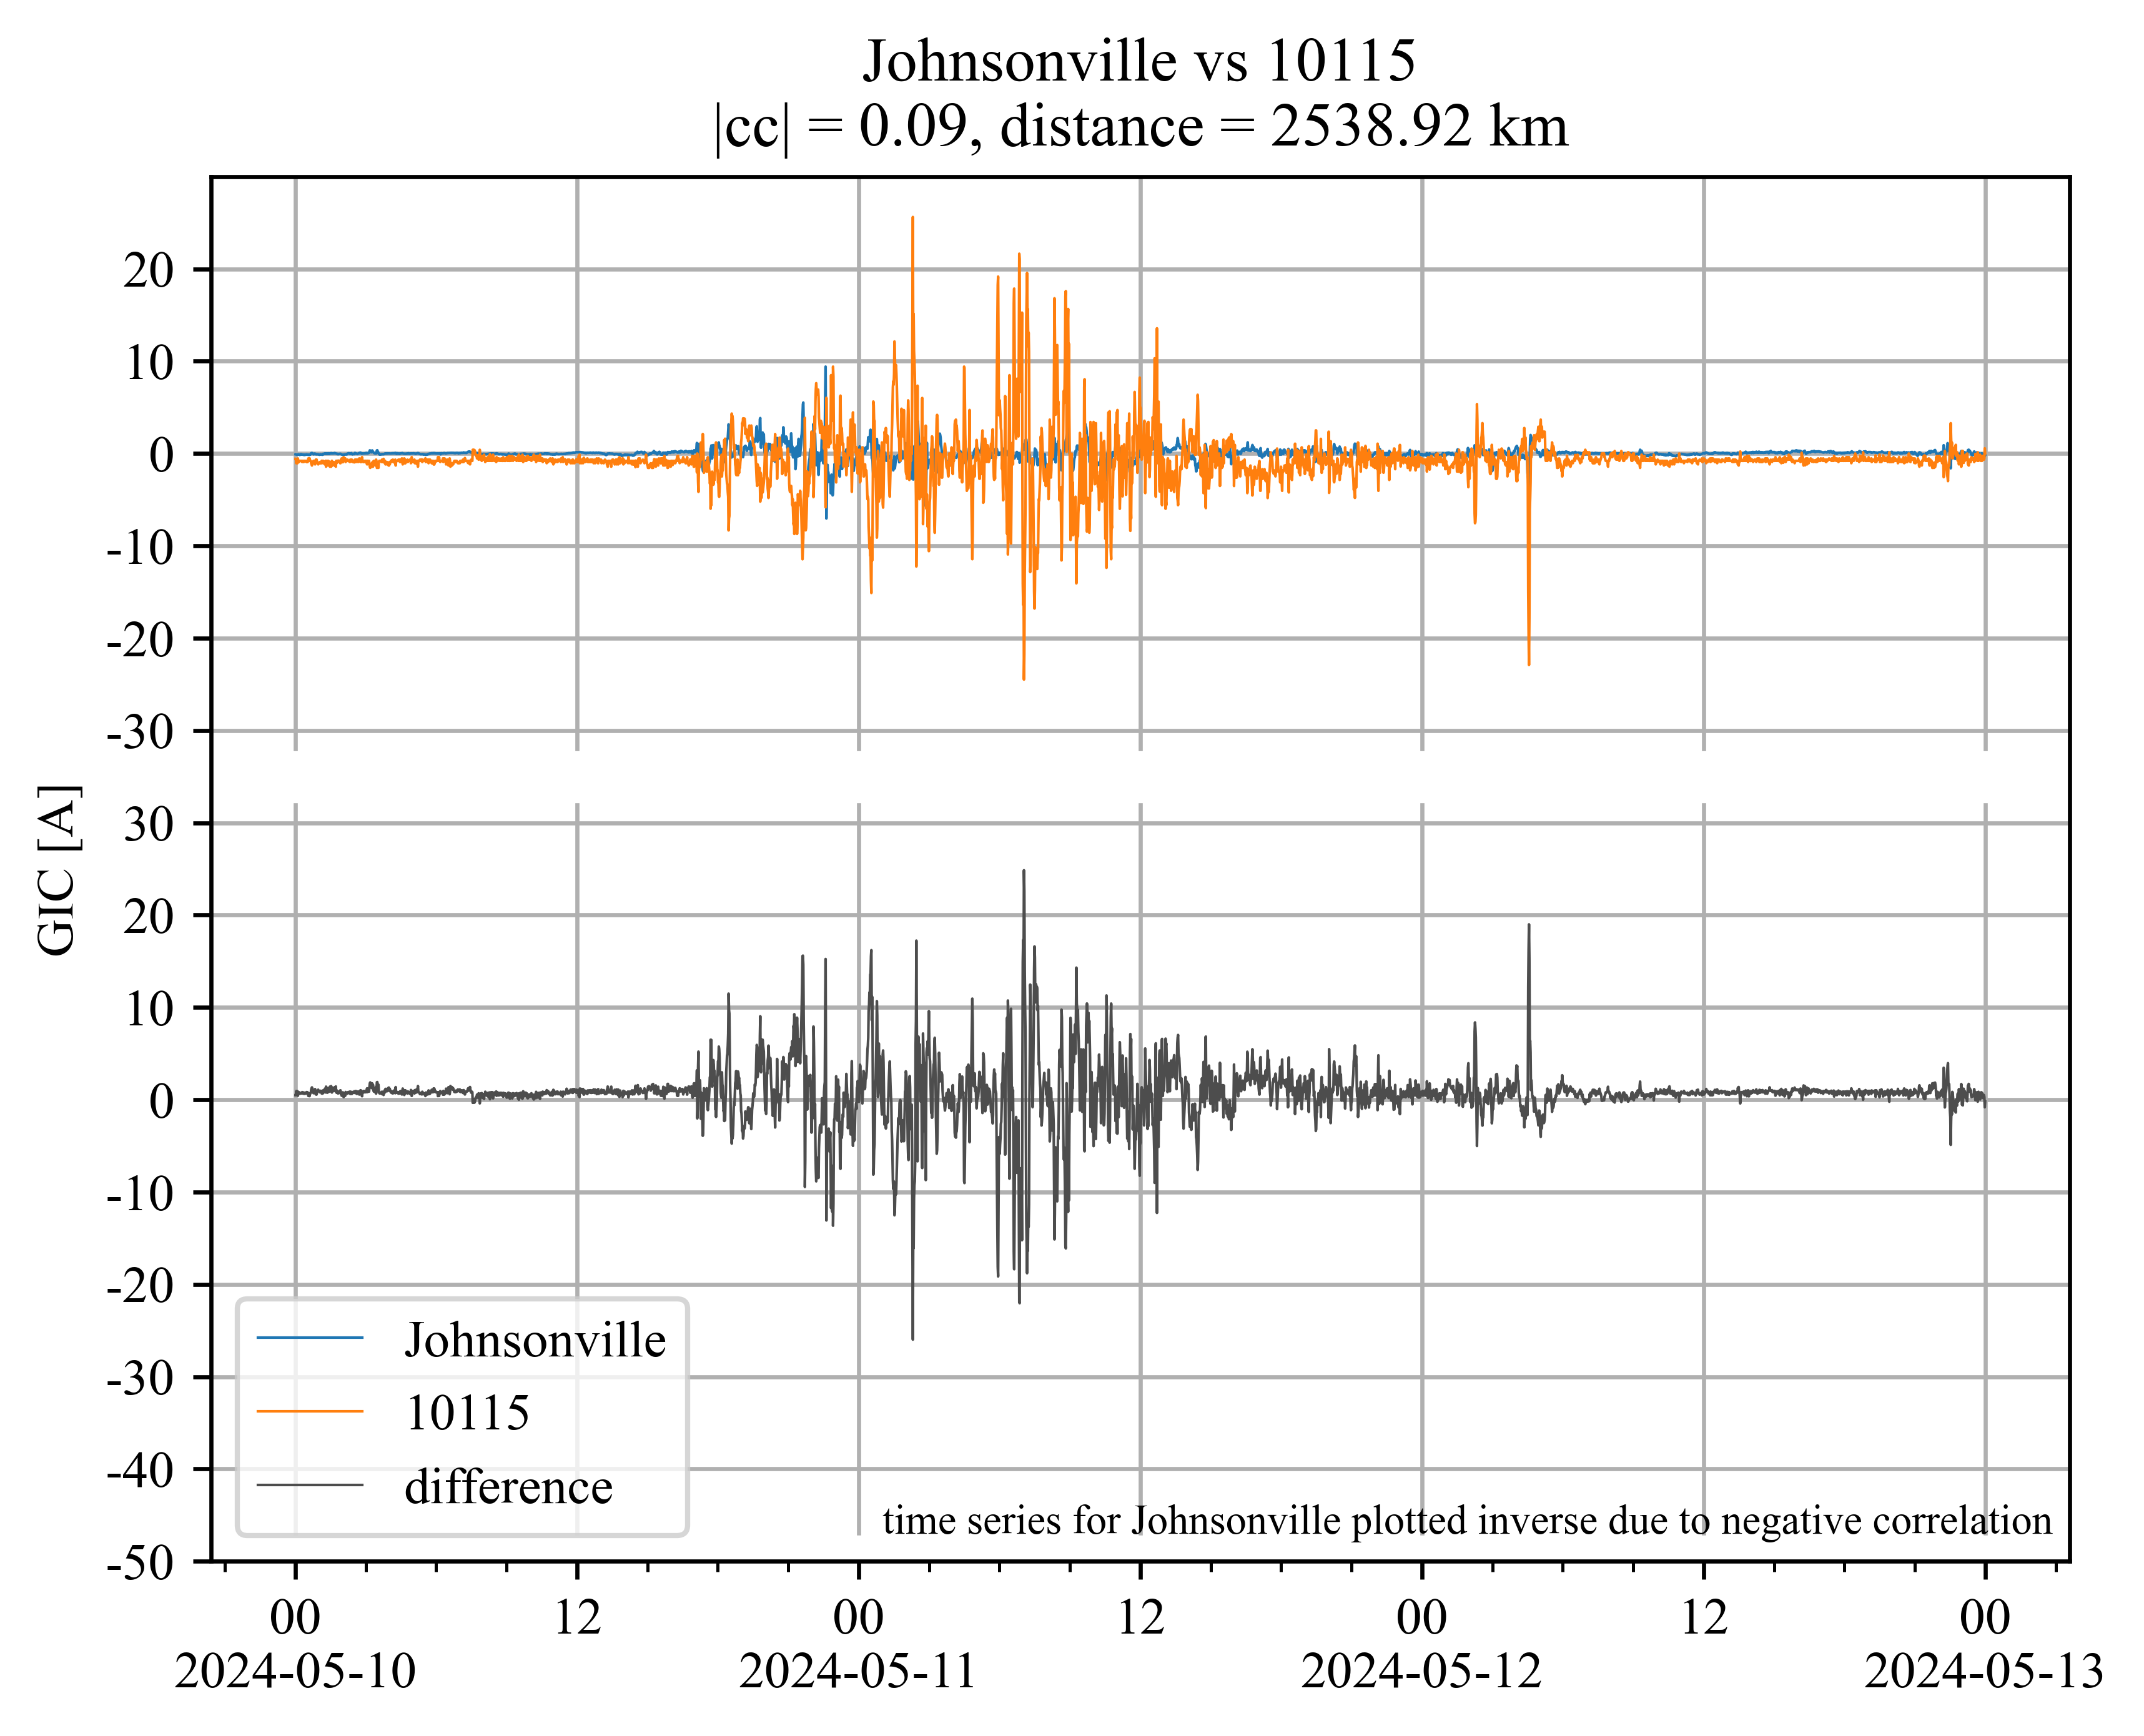 Johnsonville vs 10115
|cc| = 0.09, distance = 2538.92 km
20
10
0
-10
-20
-30
30
20
10
0
-10
-20
-30
-40
-50
GIC [A]
Johnsonville
10115
difference
time series for Johnsonville plotted inverse due to negative correlation
00 12 00 12 00 12 00
2024-05-10 2024-05-11 2024-05-12 2024-05-13